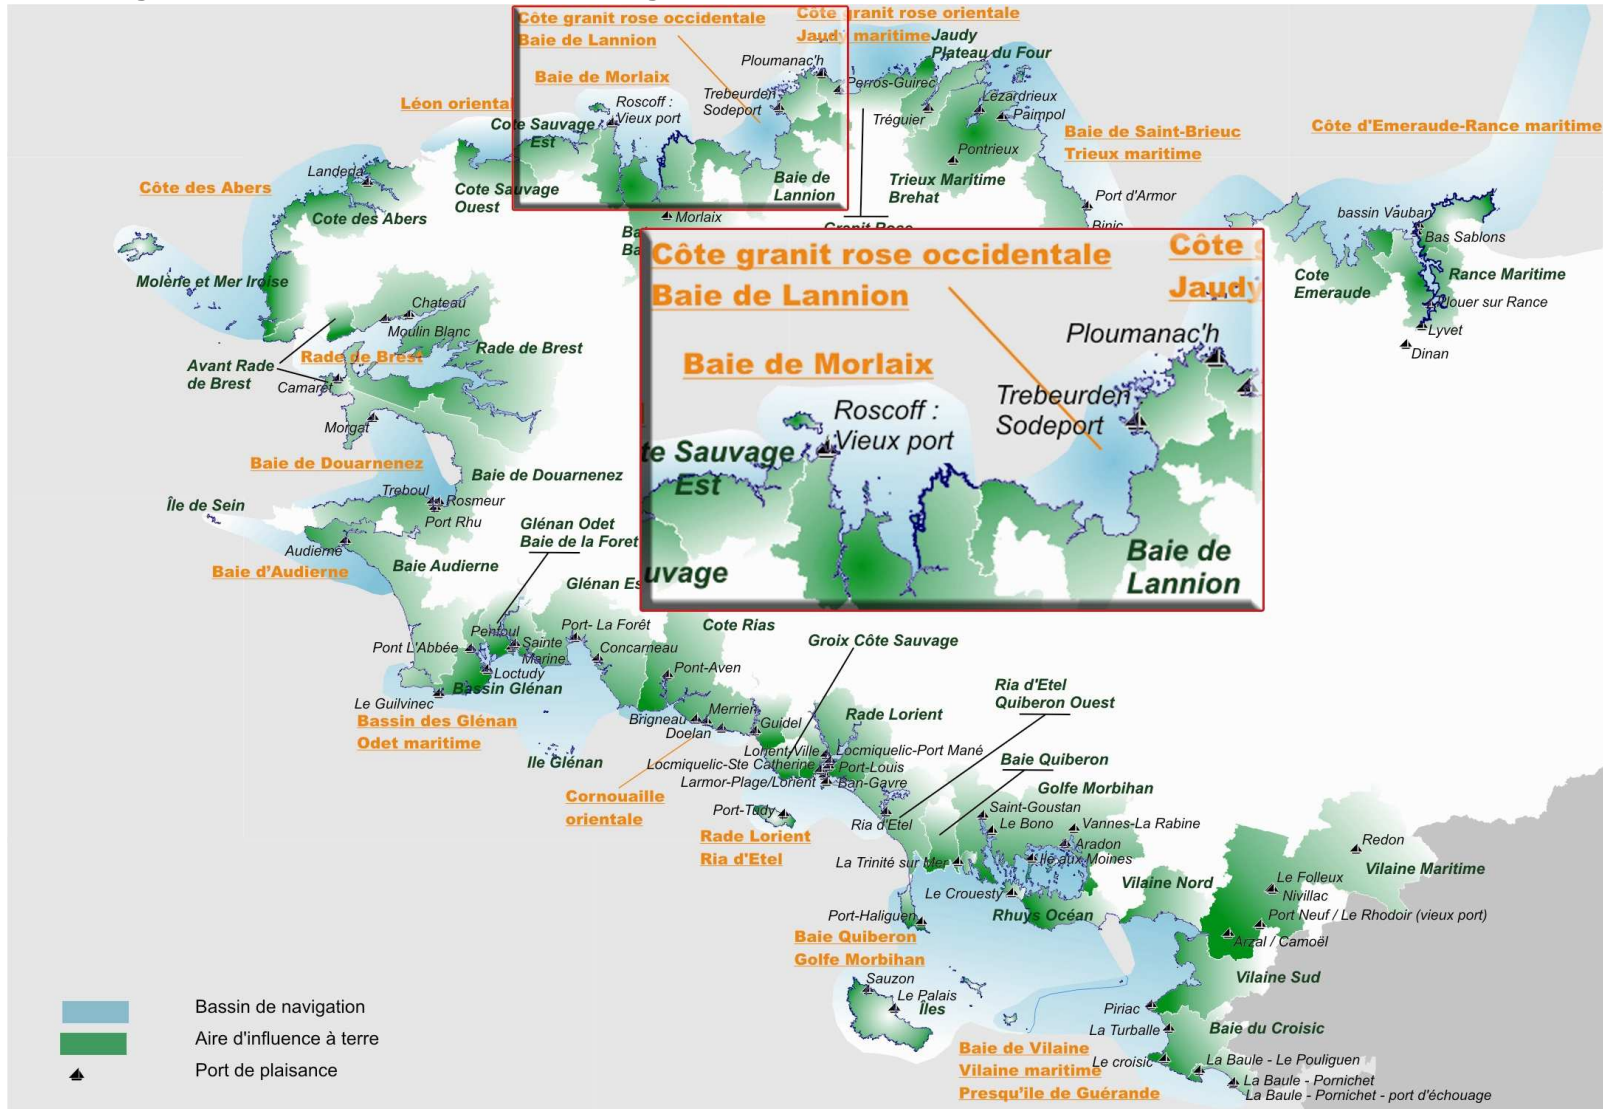 Côte granit rose occidentale
Baie de Lannion
Côte granit rose orientale
Jaudy maritime
Jaudy
Plateau du Four
Ploumanac'h
Baie de Morlaix
Perros-Guirec
Trebeurden
Sodeport
Léon oriental
Roscoff :
Vieux port
Cote Sauvage
Est
Lézardrieux
Paimpol
Tréguier
Baie de Saint-Brieuc
Trieux maritime
Côte d'Emeraude-Rance maritime
Pontrieux
Landeda
Côte des Abers
Cote Sauvage
Ouest
Baie de
Lannion
Trieux Maritime
Brehat
Port d'Armor
Cote des Abers
Morlaix
Binic
bassin Vauban
Bas Sablons
Granit Rose
Ba
Ba
Côte granit rose occidentale
Baie de Lannion
Côte g
Jaudy
Ploumanac'h
Baie de Morlaix
Trebeurden
Sodeport
Roscoff :
Vieux port
te Sauvage
Est
Baie de
Lannion
uvage
Cote
Emeraude
Rance Maritime
Jouer sur Rance
Lyvet
Dinan
Molène et Mer Iroise
Chateau
Moulin Blanc
Rade de Brest
Rade de Brest
Avant Rade
de Brest
Camaret
Morgat
Baie de Douarnenez
Baie de Douarnenez
Treboul
Rosmeur
Port Rhu
Île de Sein
Glénan Odet
Baie de la Foret
Audierne
Baie d'Audierne
Baie Audierne
Glénan Es
Penfoul
Port- La Forêt
Cote Rias
Pont L'Abbée
Sainte
Marine
Concarneau
Groix Côte Sauvage
Loctudy
Pont-Aven
Bassin Glénan
Le Guilvinec
Ria d'Etel
Quiberon Ouest
Bassin des Glénan
Odet maritime
Brigneau
Merrien
Doelan
Guidel
Rade Lorient
Ile Glénan
Lorient-Ville
Locmiquelic-Port Mané
Locmiquelic-Ste Catherine
Port-Louis
Larmor-Plage/Lorient
Ban-Gavre
Baie Quiberon
Cornouaille
orientale
Golfe Morbihan
Port-Tudy
Saint-Goustan
Ria d'Etel
Le Bono
Vannes-La Rabine
Rade Lorient
Ria d'Etel
Aradon
Redon
La Trinité sur Mer
Ile aux Moines
Vilaine Maritime
Le Crouesty
Vilaine Nord
Le Folleux
Nivillac
Port-Haliguen
Rhuys Océan
Port Neuf / Le Rhodoir (vieux port)
Baie Quiberon
Golfe Morbihan
Arzal / Camoël
Sauzon
Le Palais
Îles
Vilaine Sud
Piriac
Bassin de navigation
La Turballe
Baie du Croisic
Aire d'influence à terre
Baie de Vilaine
Vilaine maritime
Presqu'ile de Guérande
Le croisic
La Baule - Le Pouliguen
Port de plaisance
La Baule - Pornichet
La Baule - Pornichet - port d'échouage